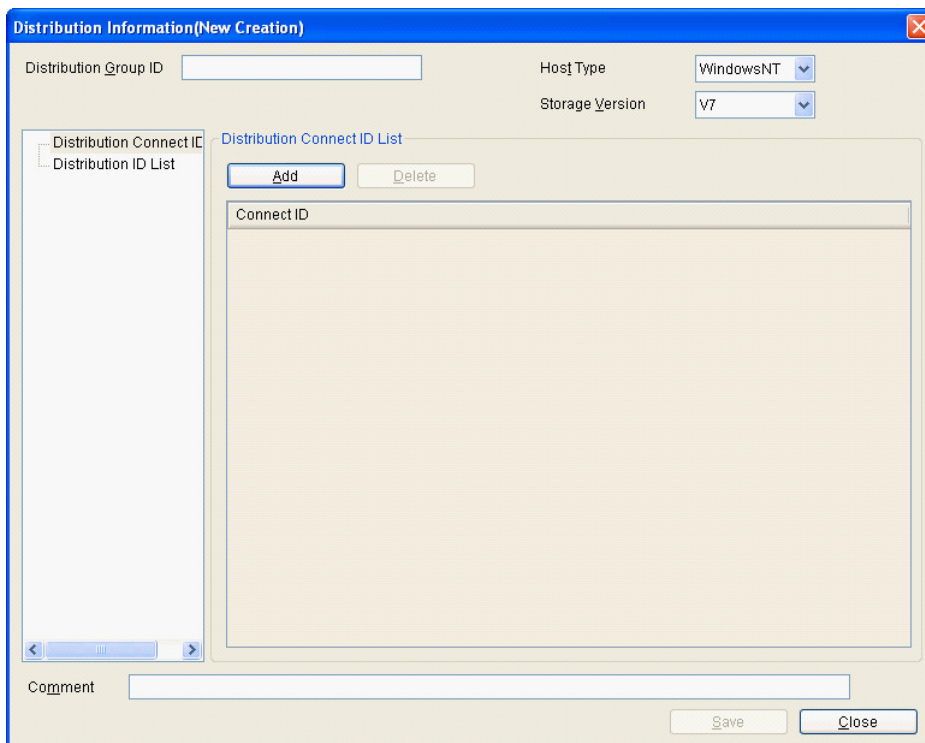 Distribution Information(New Creation)
Distribution Group ID
Host Type
WindowsNT
Storage Version
V7
Distribution Connect ID
Distribution ID List
Distribution Connect ID List
Add
Delete
Connect ID
Comment
Save
Close